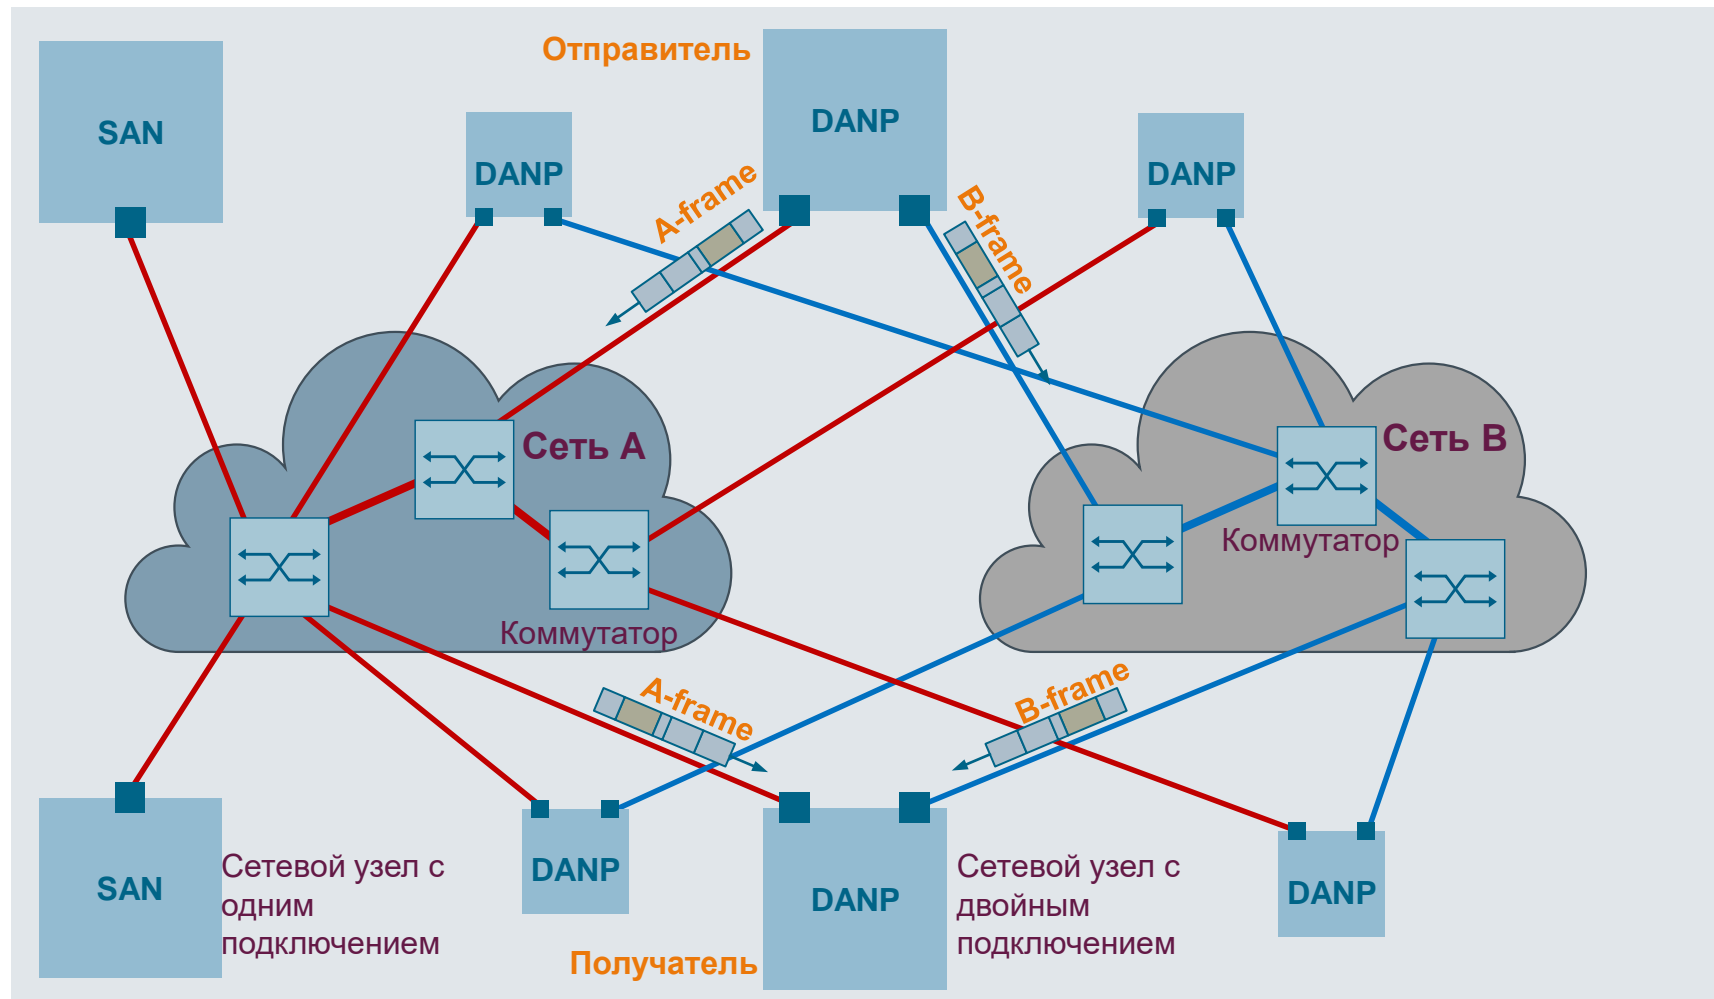 Отправитель
SAN
DANP
DANP
DANP
A-frame
B-frame
Сеть A
Сеть B
Коммутатор
Коммутатор
A-frame
B-frame
SAN
Сетевой узел с
одним
подключением
DANP
DANP
Сетевой узел с
двойным
подключением
DANP
Получатель